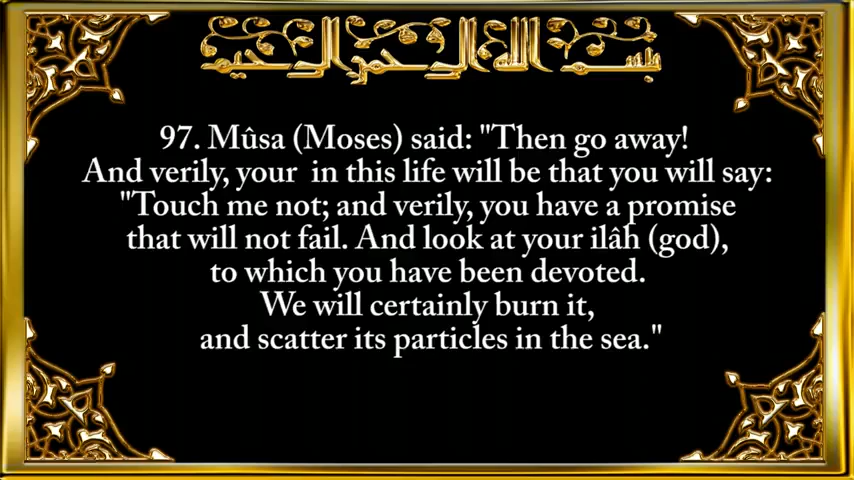 بسم الله الرحمن الرحيم
97. Mûsa (Moses) said: "Then go away!
And verily, your  in this life will be that you will say:
"Touch me not; and verily, you have a promise
that will not fail. And look at your ilâh (god),
to which you have been devoted.
We will certainly burn it,
and scatter its particles in the sea."